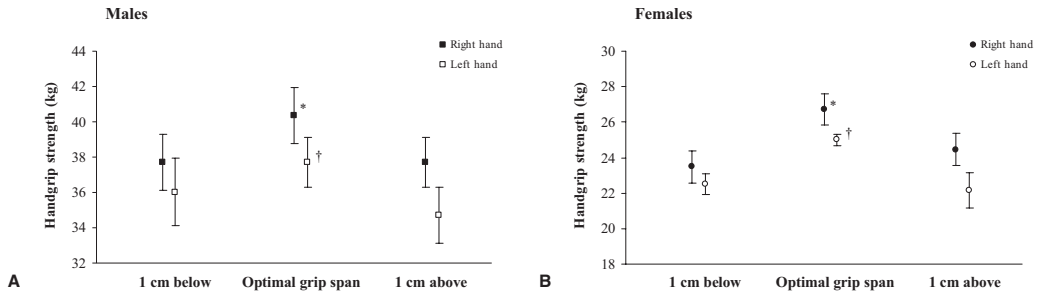 Males
Handgrip strength (kg)
44
42
40
38
36
34
32
Right hand
Left hand
*
†
1 cm below
Optimal grip span
1 cm above
A
Females
Handgrip strength (kg)
30
28
26
24
22
20
18
Right hand
Left hand
*
†
1 cm below
Optimal grip span
1 cm above
B